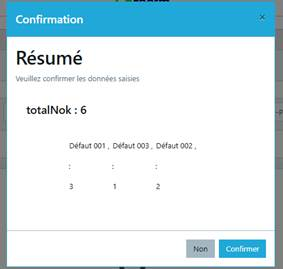 Confirmation ×
Résumé
Veuillez confirmer les données saisies
totalNok : 6
Défaut 001 , Défaut 003 , Défaut 002 ,
: : :
3 1 2
Non Confirmer